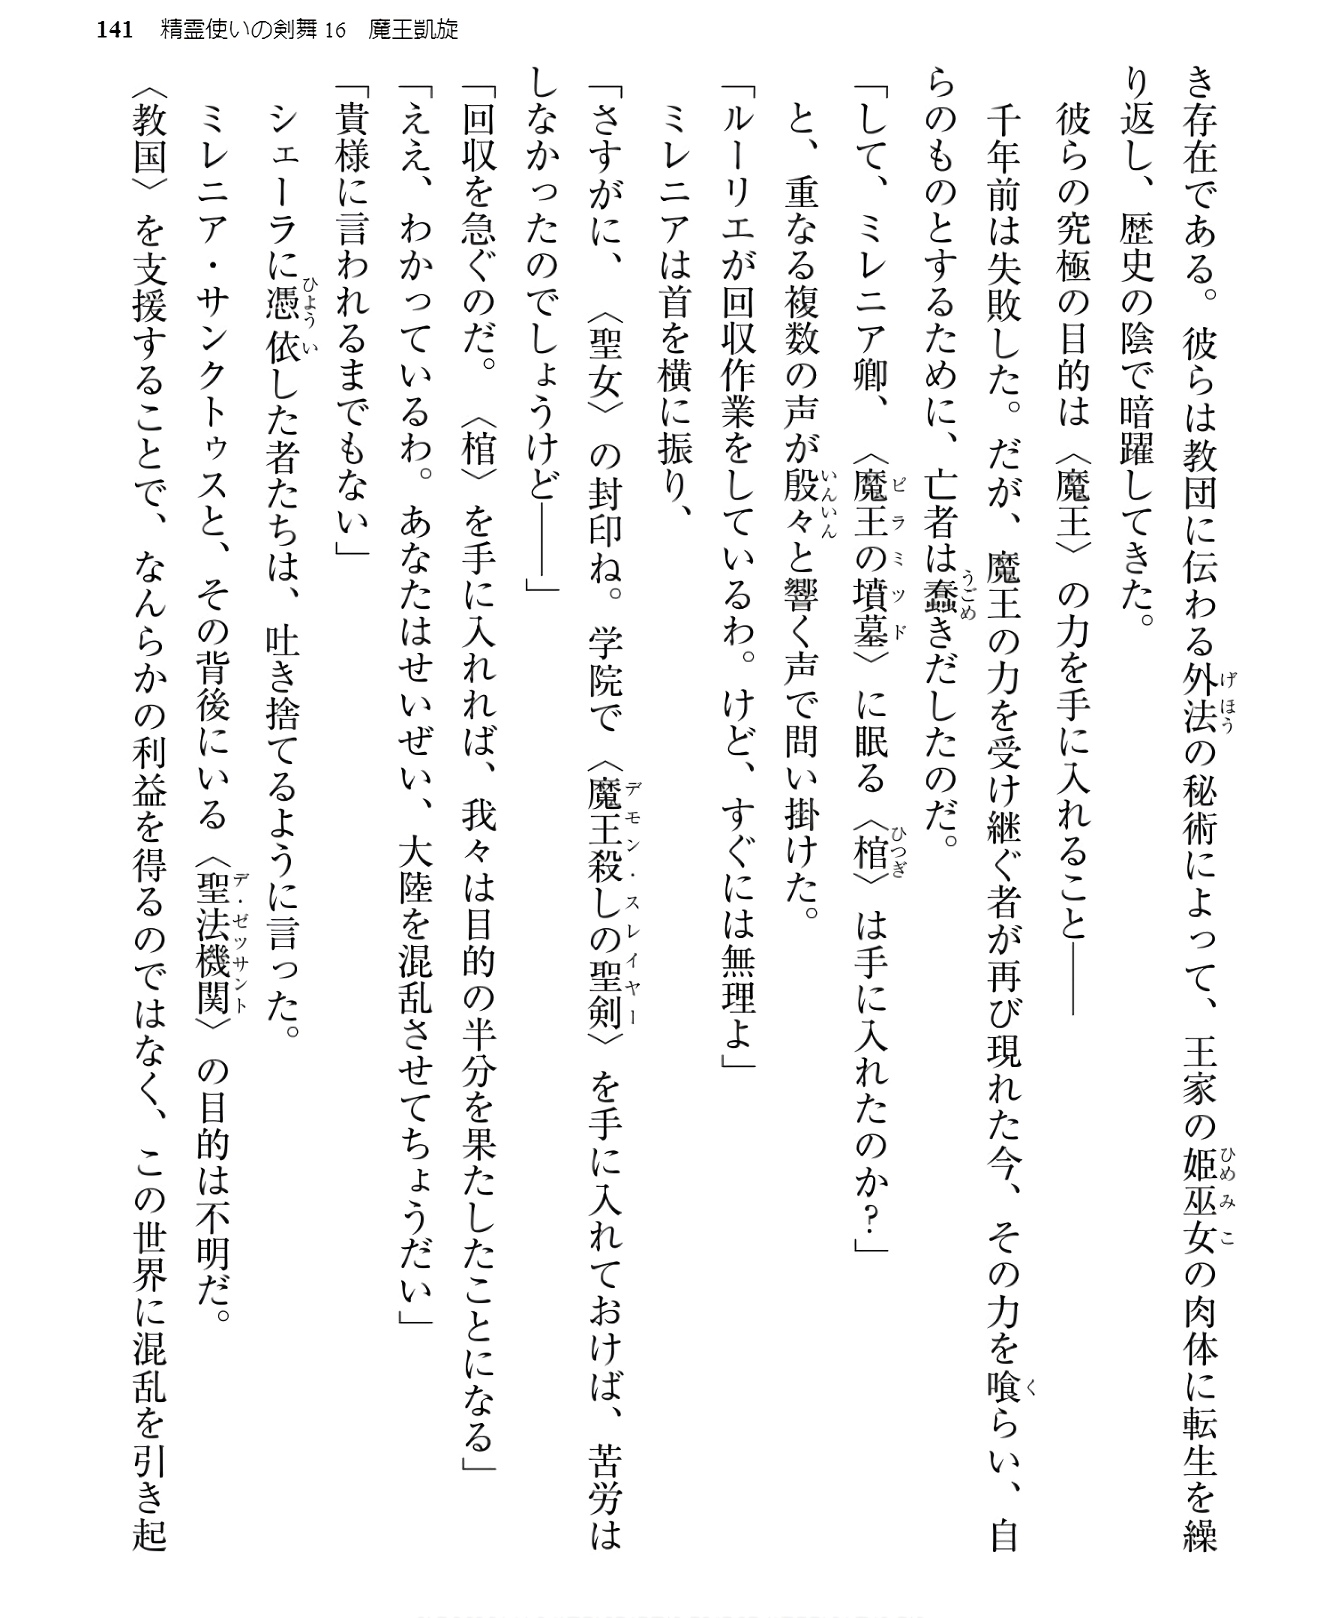 141　精霊使いの剣舞16　魔王凱旋
き存在である。彼らは教団に伝わる外法の秘術によって、王家の姫巫女の肉体に転生を繰
り返し、歴史の陰で暗躍してきた。
彼らの究極の目的は〈魔王〉の力を手に入れること――
千年前は失敗した。だが、魔王の力を受け継ぐ者が再び現れた今、その力を喰らい、自
らのものとするために、亡者は蠢きだしたのだ。
「して、ミレニア卿、〈魔王の墳墓〉に眠る〈棺〉は手に入れたのか？」
と、重なる複数の声が殷々と響く声で問い掛けた。
「ルーリエが回収作業をしているわ。けど、すぐには無理よ」
ミレニアは首を横に振り、
「さすがに、〈聖女〉の封印ね。学院で〈魔王殺しの聖剣〉を手に入れておけば、苦労は
しなかったのでしょうけど――」
「回収を急ぐのだ。〈棺〉を手に入れれば、我々は目的の半分を果たしたことになる」
「ええ、わかっているわ。あなたはせいぜい、大陸を混乱させてちょうだい」
「貴様に言われるまでもない」
シェーラに憑依した者たちは、吐き捨てるように言った。
ミレニア・サンクトゥスと、その背後にいる〈聖法機関〉の目的は不明だ。
〈教国〉を支援することで、なんらかの利益を得るのではなく、この世界に混乱を引き起